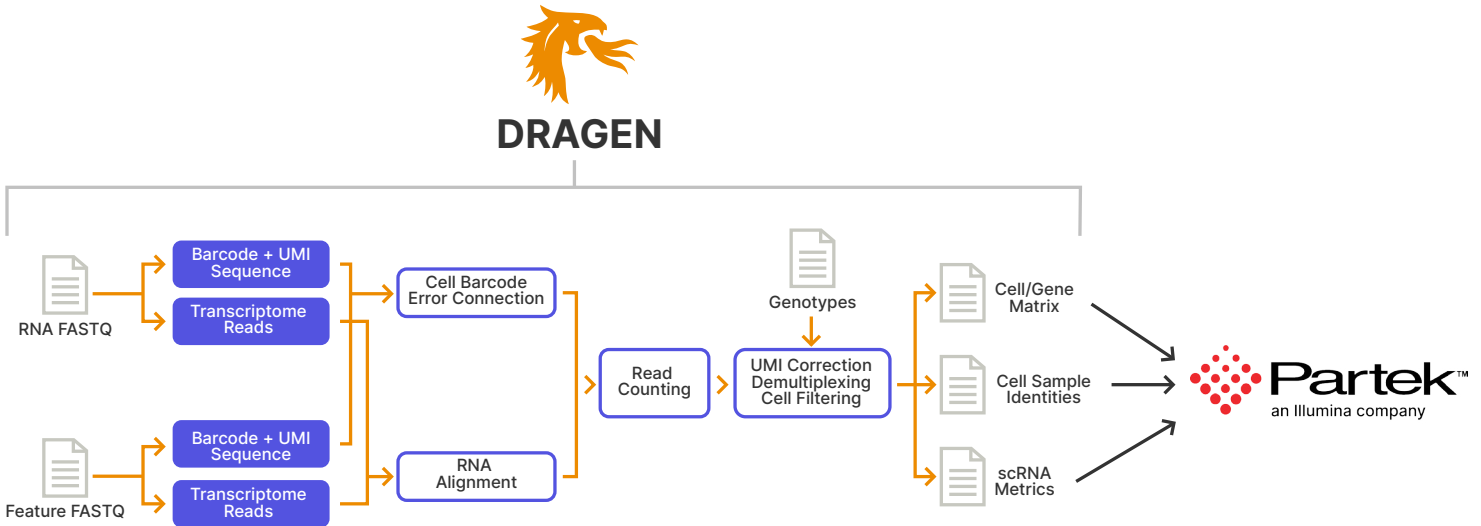 DRAGEN
RNA FASTQ
Barcode + UMI
Sequence
Transcriptome
Reads
Feature FASTQ
Barcode + UMI
Sequence
Transcriptome
Reads
Cell Barcode
Error Connection
RNA
Alignment
Read
Counting
Genotypes
UMI Correction
Demultiplexing
Cell Filtering
Cell/Gene
Matrix
Cell Sample
Identities
scRNA
Metrics
Partek™
an Illumina company